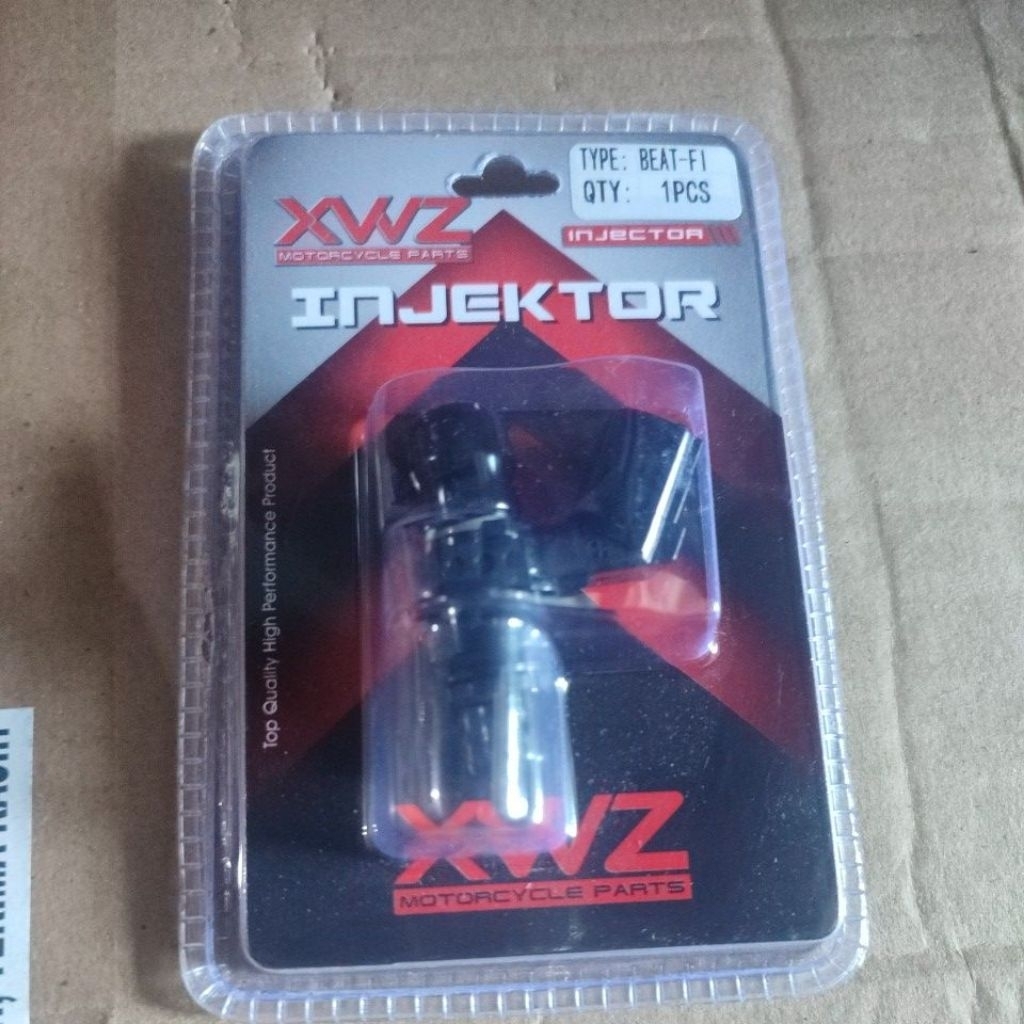 TYPE: BEAT-FI
QTY: 1PCS
XWZ
MOTORCYCLE PARTS
INJECTOR
INJEKTOR
Top Quality High Performance Product
XWZ
MOTORCYCLE PARTS